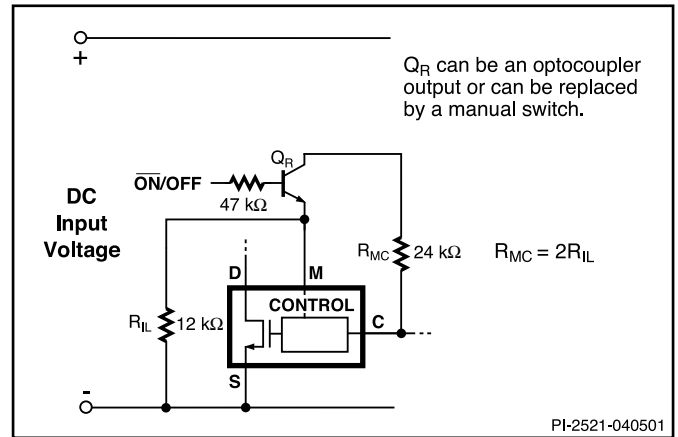 +
Q_R can be an optocoupler
output or can be replaced
by a manual switch.
Q_R
ON/OFF
47 kΩ
DC
Input
Voltage
R_MC 24 kΩ
R_MC = 2R_IL
D
M
CONTROL
C
R_IL 12 kΩ
S
-
PI-2521-040501